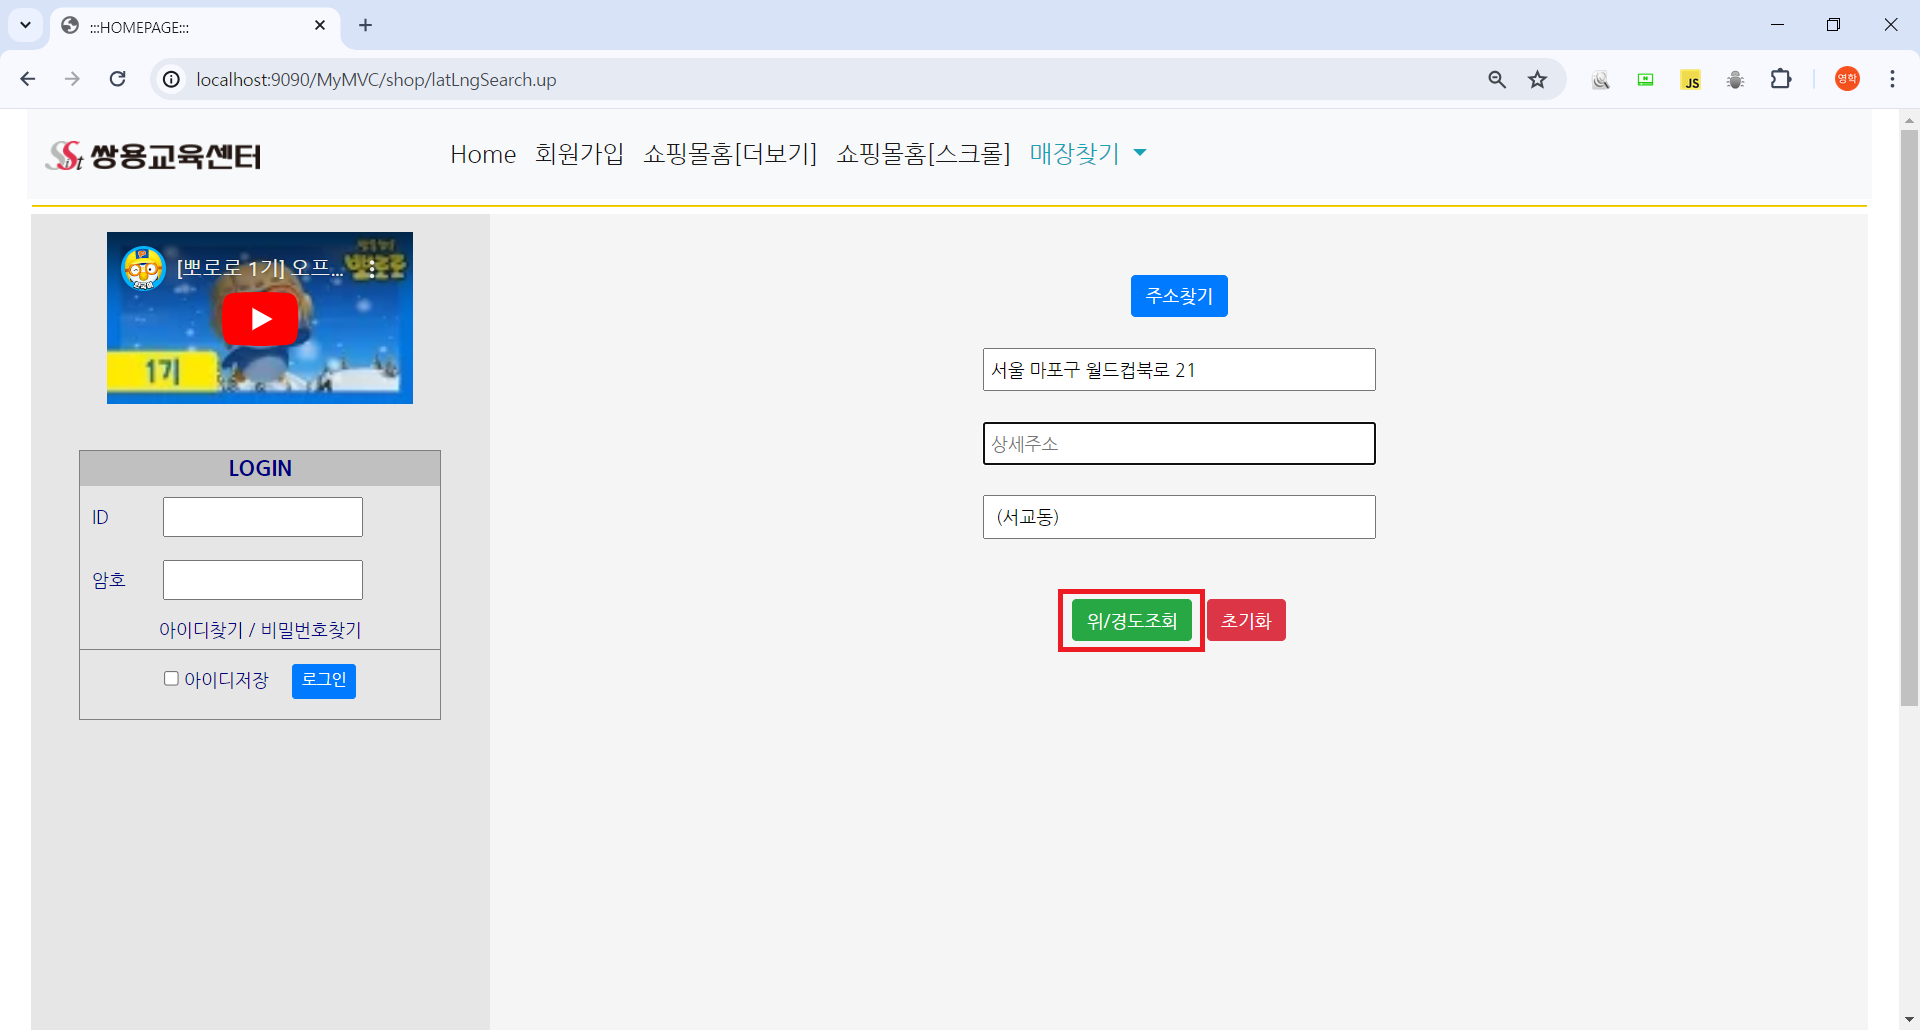 :::HOMEPAGE:::
localhost:9090/MyMVC/shop/latLngSearch.up
JS
영학
Sist 쌍용교육센터
Home 회원가입 쇼핑몰홈[더보기] 쇼핑몰홈[스크롤] 매장찾기
[뽀로로 1기] 오프...
1기
LOGIN
ID
암호
아이디찾기 / 비밀번호찾기
아이디저장 로그인
주소찾기
서울 마포구 월드컵북로 21
상세주소
(서교동)
위/경도조회 초기화